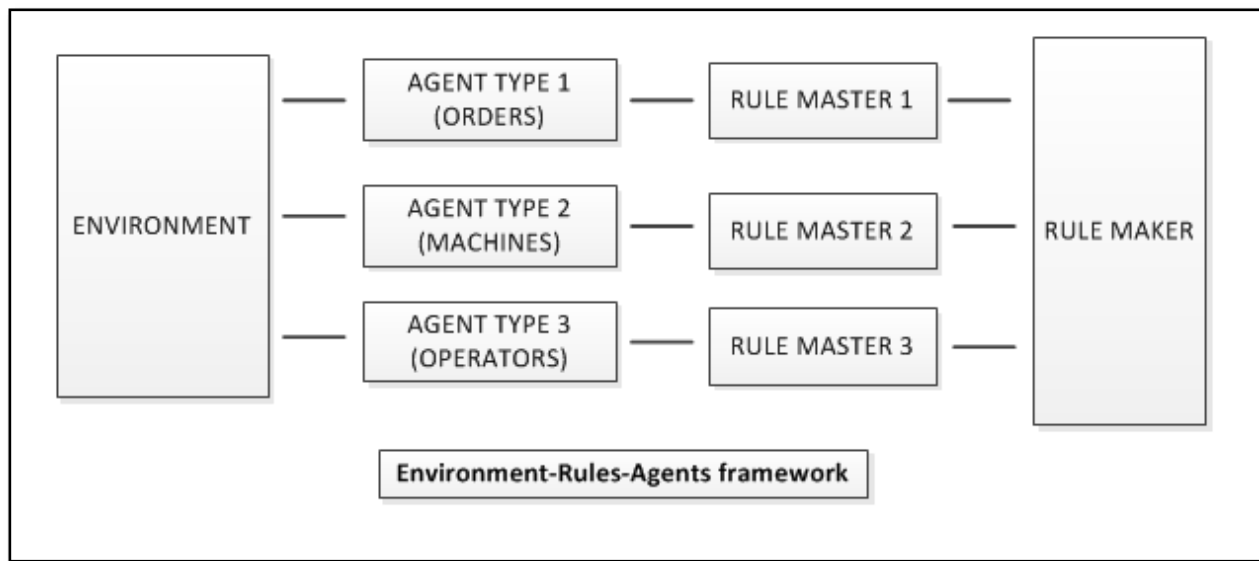 ENVIRONMENT
AGENT TYPE 1
(ORDERS)
RULE MASTER 1
AGENT TYPE 2
(MACHINES)
RULE MASTER 2
AGENT TYPE 3
(OPERATORS)
RULE MASTER 3
RULE MAKER
Environment-Rules-Agents framework